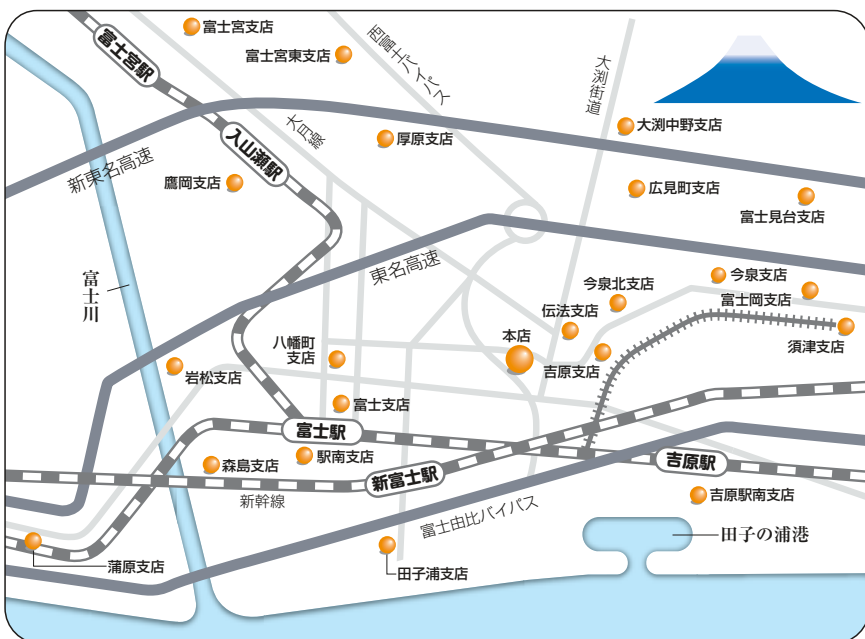 富士宮支店
富士宮東支店
富士宮駅
西富士バイパス
大渕街道
大月線
厚原支店
大渕中野支店
入山瀬駅
新東名高速
鷹岡支店
広見町支店
富士見台支店
東名高速
富士川
今泉北支店
今泉支店
富士岡支店
伝法支店
本店
八幡町
支店
吉原支店
須津支店
岩松支店
富士支店
富士駅
駅南支店
森島支店
新幹線
新富士駅
吉原駅
吉原駅南支店
富士由比バイパス
田子の浦港
蒲原支店
田子浦支店